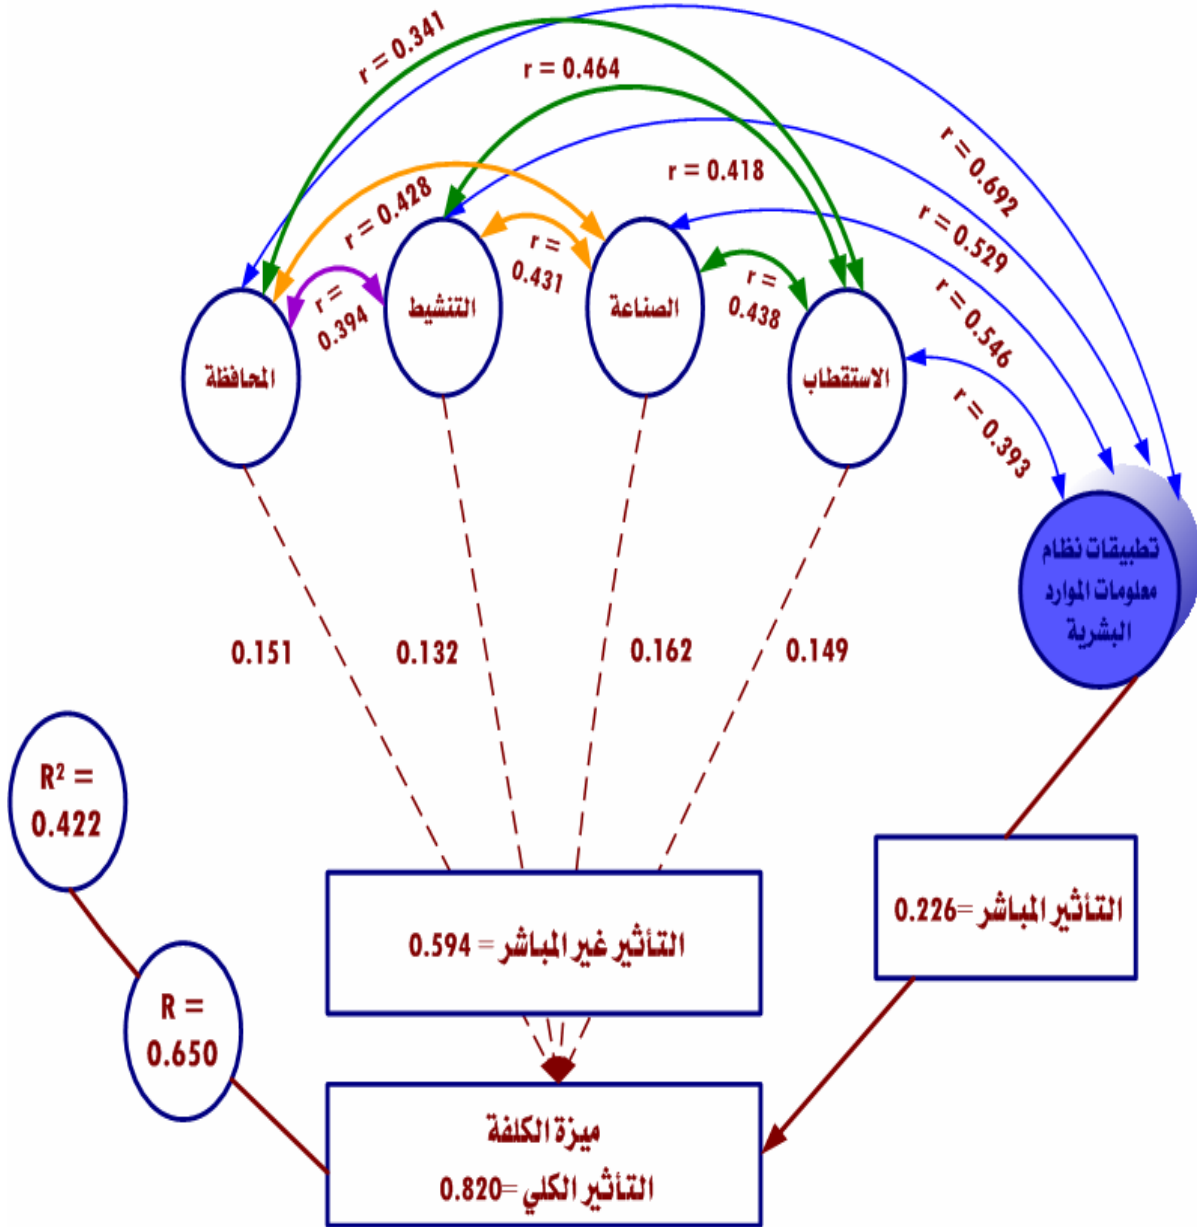 r = 0.341
r = 0.464
r = 0.418
r = 0.692
r = 0.428
r = 0.529
r =
0.431
r =
0.438
r =
0.394
r = 0.546
r = 0.393
المحافظة
التنشيط
الصناعة
الاستقطاب
تطبيقات نظام
معلومات الموارد
البشرية
0.151
0.132
0.162
0.149
R² =
0.422
التأثير المباشر=0.226
التأثير غير المباشر = 0.594
R =
0.650
ميزة الكلفة
التأثير الكلي=0.820